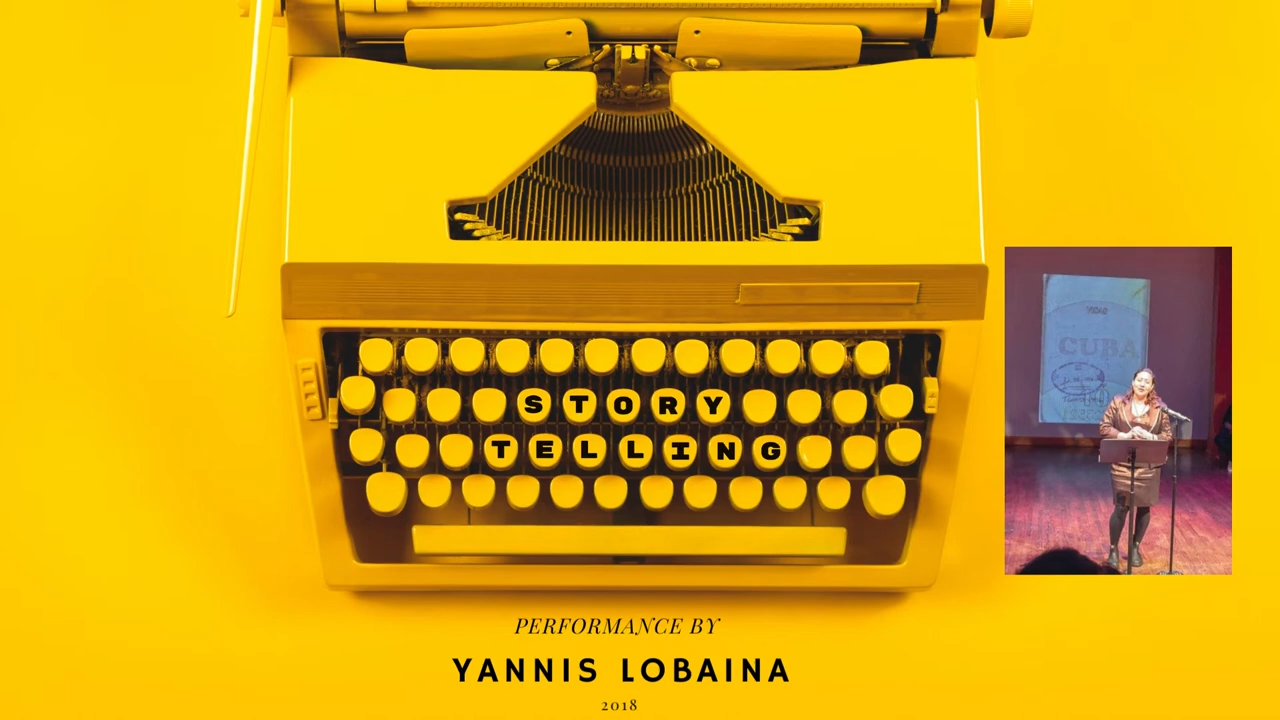 STORY
TELLING
CUBA
PERFORMANCE BY
YANNIS LOBAINA
2018